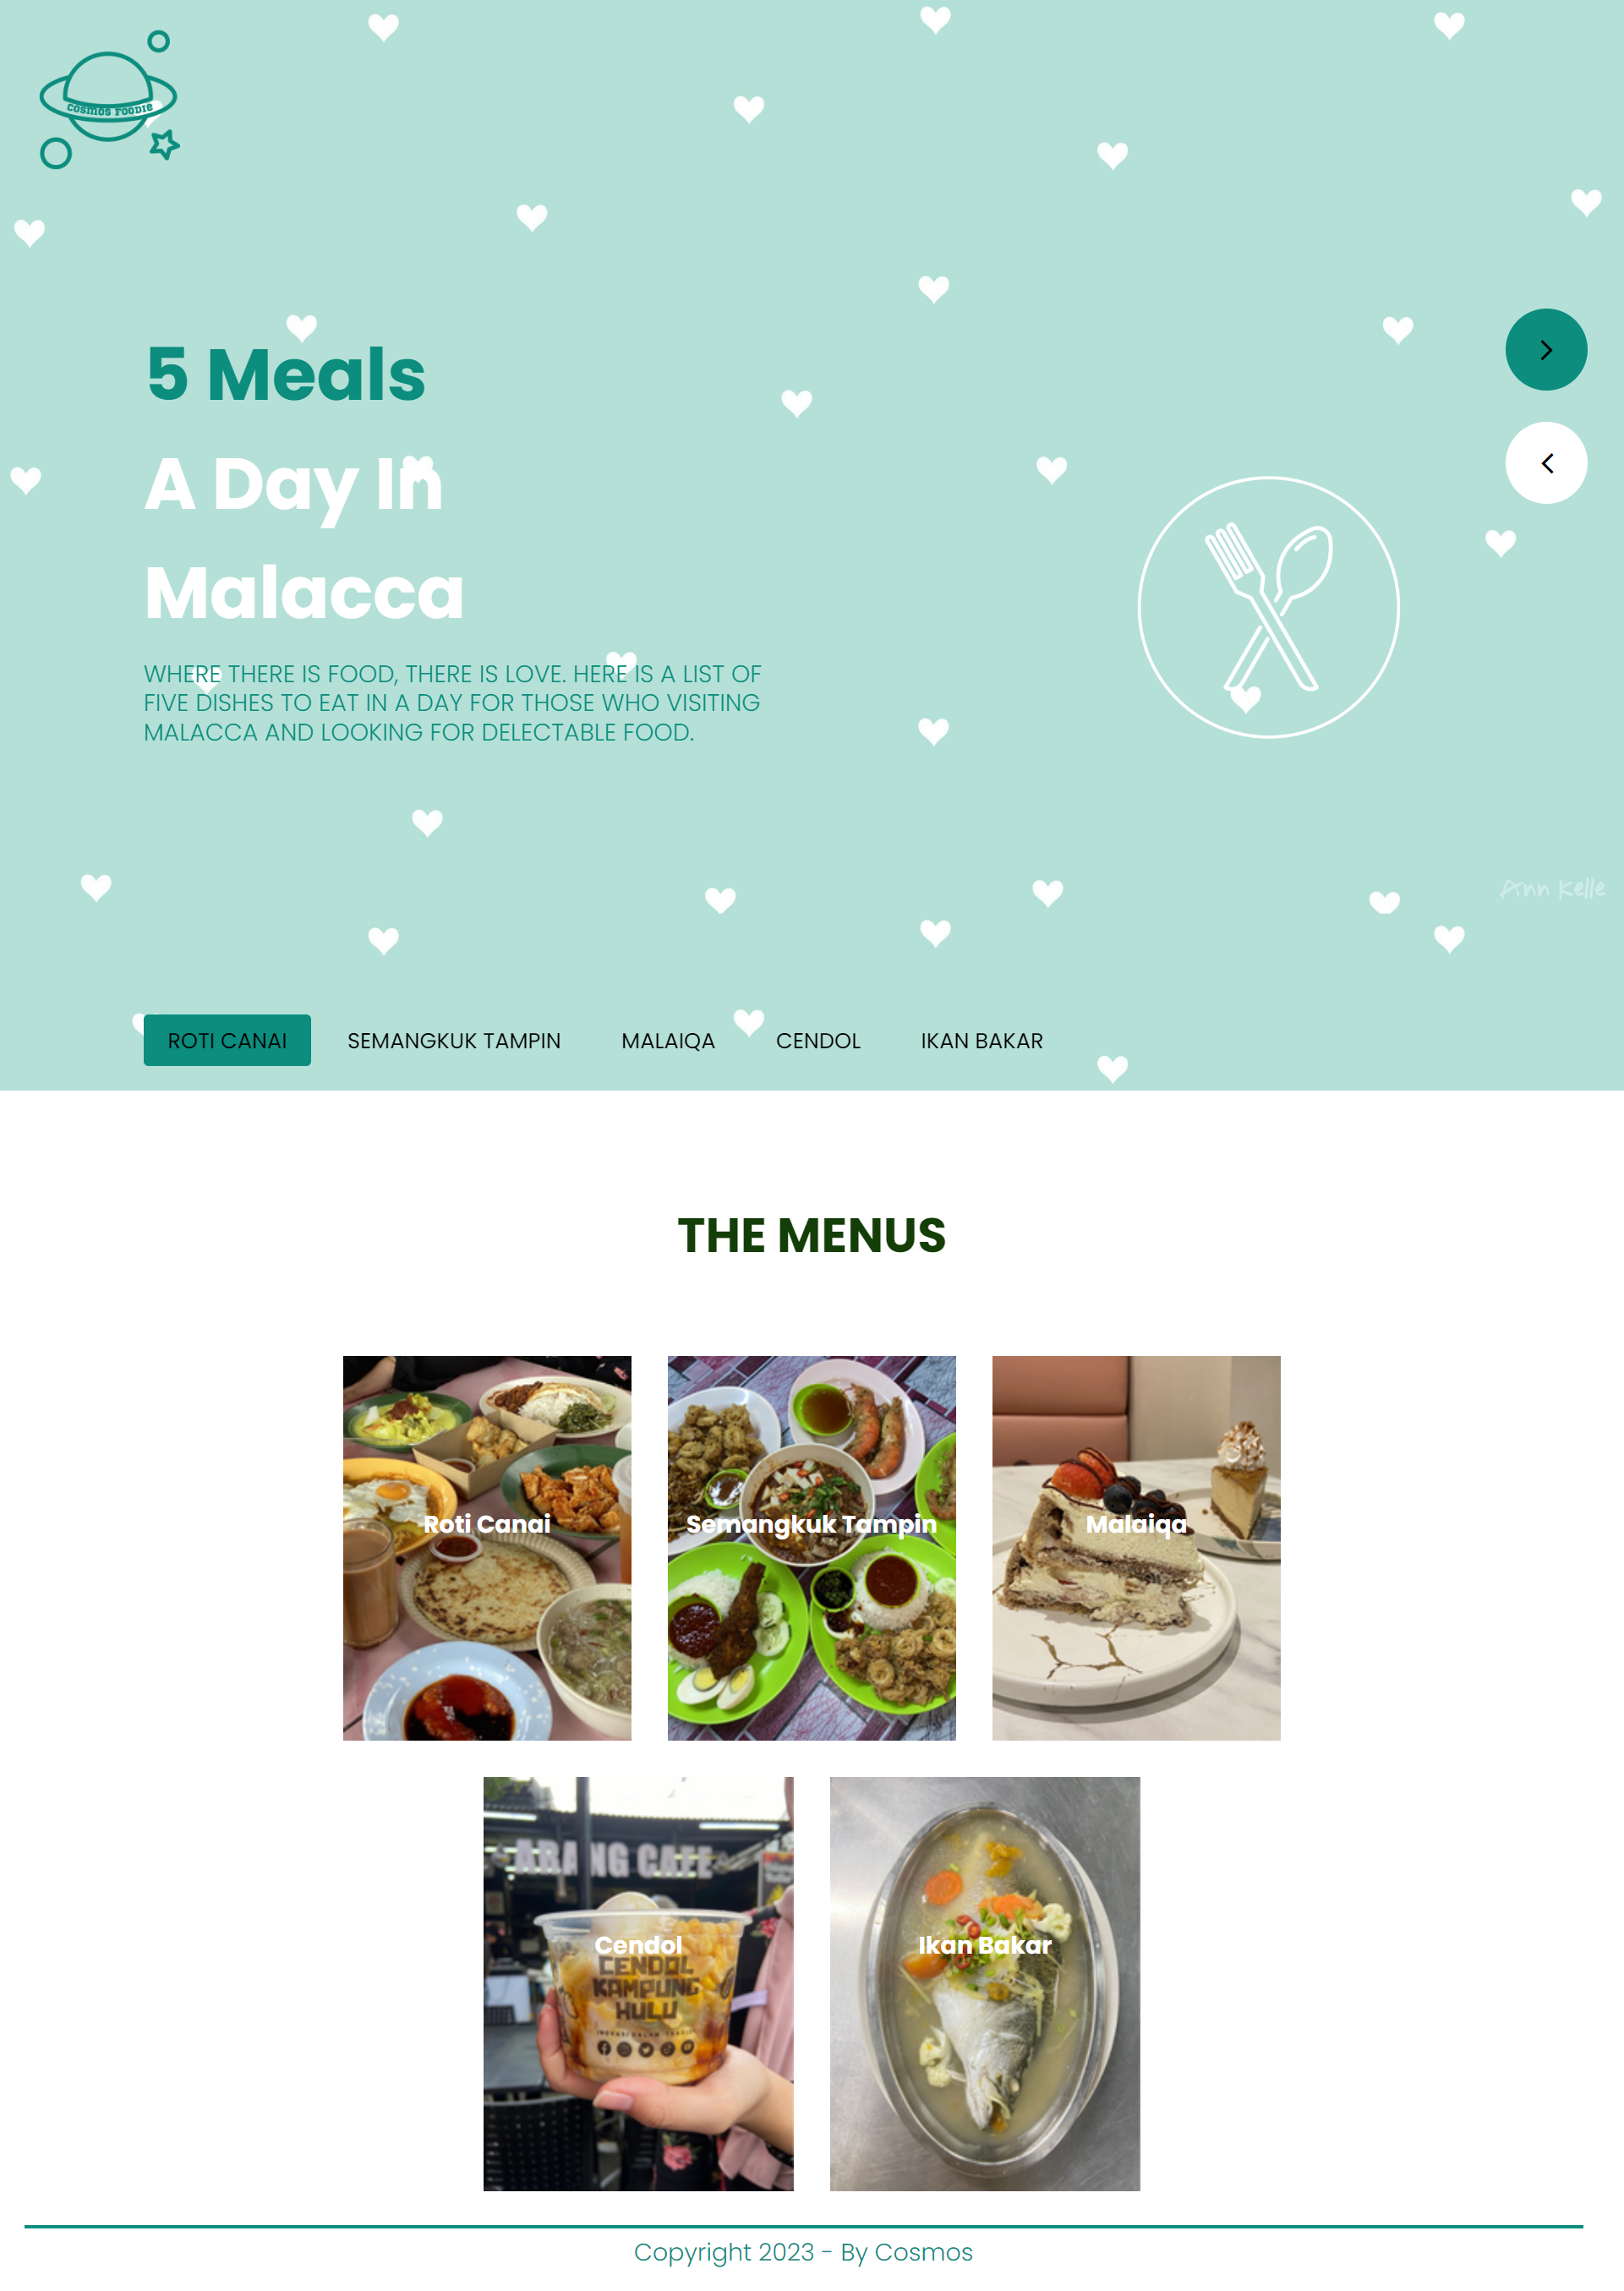 COSMOS FOODIE
5 Meals
A Day In
Malacca
WHERE THERE IS FOOD, THERE IS LOVE. HERE IS A LIST OF
FIVE DISHES TO EAT IN A DAY FOR THOSE WHO VISITING
MALACCA AND LOOKING FOR DELECTABLE FOOD.
Ann Kelle
ROTI CANAI
SEMANGKUK TAMPIN
MALAIQA
CENDOL
IKAN BAKAR
THE MENUS
Roti Canai
Semangkuk Tampin
Malaiqa
ARANG CAFE
Cendol
CENDOL
KAMPUNG
HULU
Ikan Bakar
Copyright 2023 - By Cosmos